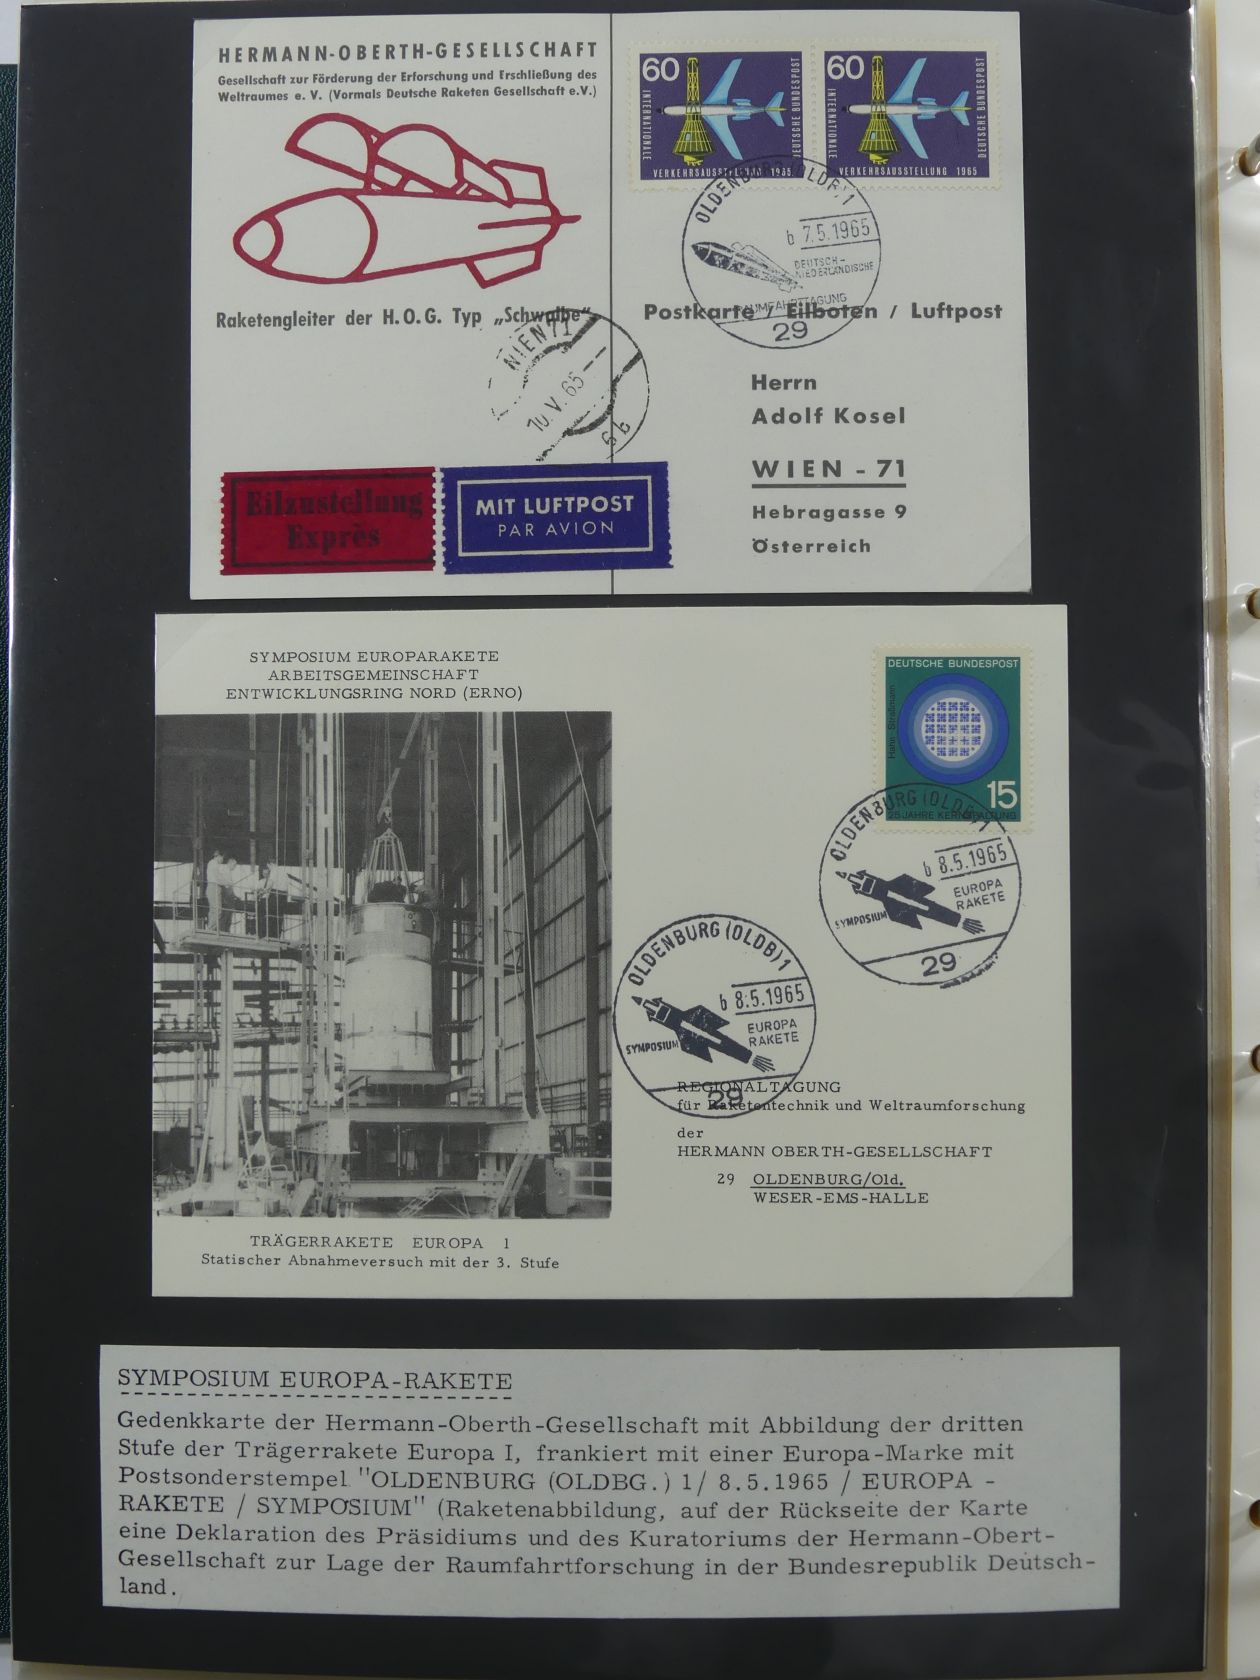 HERMANN-OBERTH-GESELLSCHAFT
Gesellschaft zur Förderung der Erforschung und Erschließung des
Weltraumes e. V. (Vormals Deutsche Raketen Gesellschaft e.V.)
Raketengleiter der H.O.G. Typ „Schwalbe"
60
INTERNATIONALE
VERKEHRSAUSSTELLUNG 1965
DEUTSCHE BUNDESPOST
60
INTERNATIONALE
VERKEHRSAUSSTELLUNG 1965
DEUTSCHE BUNDESPOST
OLDENBURG (OLDB) 1
b 7.5.1965
DEUTSCH-
NIEDERLÄNDISCHE
RAUMFAHRTTAGUNG
29
Postkarte / Eilboten / Luftpost
WIEN 71
10.V.65
6b
Herrn
Adolf Kosel
WIEN - 71
Hebragasse 9
Österreich
Eilzustellung
Exprès
MIT LUFTPOST
PAR AVION
SYMPOSIUM EUROPARAKETE
ARBEITSGEMEINSCHAFT
ENTWICKLUNGSRING NORD (ERNO)
DEUTSCHE BUNDESPOST
Hahn Straßmann
15
25 JAHRE KERNSPALTUNG
OLDENBURG (OLDB) 1
b 8.5.1965
EUROPA
RAKETE
SYMPOSIUM
29
OLDENBURG (OLDB) 1
b 8.5.1965
EUROPA
RAKETE
SYMPOSIUM
29
REGIONALTAGUNG
für Raketentechnik und Weltraumforschung
der
HERMANN OBERTH-GESELLSCHAFT
29 OLDENBURG/Old.
WESER-EMS-HALLE
TRÄGERRAKETE EUROPA 1
Statischer Abnahmeversuch mit der 3. Stufe
SYMPOSIUM EUROPA-RAKETE
Gedenkkarte der Hermann-Oberth-Gesellschaft mit Abbildung der dritten
Stufe der Trägerrakete Europa I, frankiert mit einer Europa-Marke mit
Postsonderstempel "OLDENBURG (OLDBG.) 1/ 8.5.1965 / EUROPA -
RAKETE / SYMPOSIUM" (Raketenabbildung, auf der Rückseite der Karte
eine Deklaration des Präsidiums und des Kuratoriums der Hermann-Obert-
Gesellschaft zur Lage der Raumfahrtforschung in der Bundesrepublik Deutsch-
land.